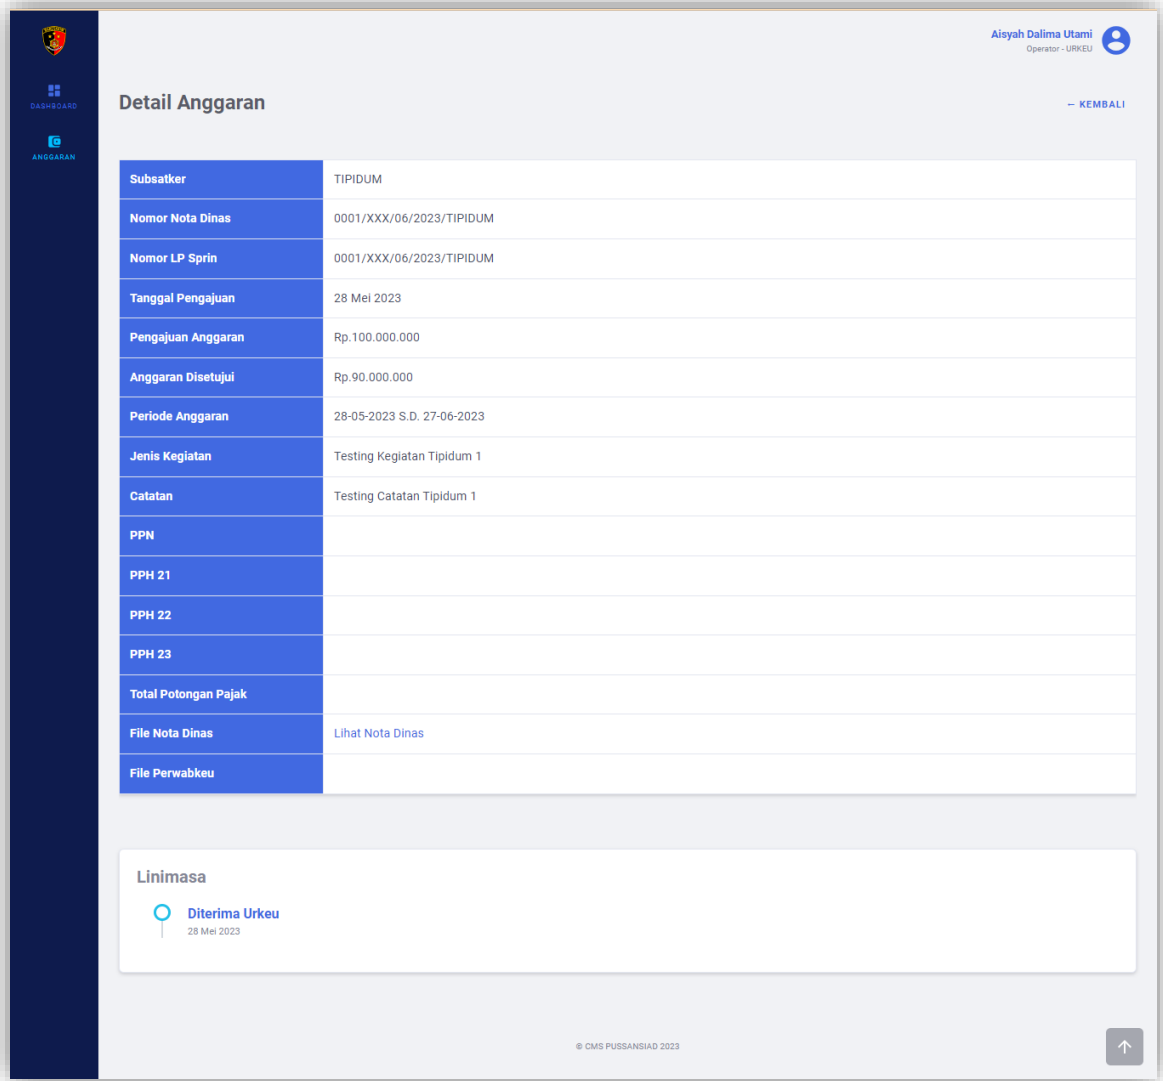 Aisyah Dalima Utami
Operator - URKEU
DASHBOARD
Detail Anggaran
← KEMBALI
ANGGARAN
Subsatker TIPIDUM
Nomor Nota Dinas 0001/XXX/06/2023/TIPIDUM
Nomor LP Sprin 0001/XXX/06/2023/TIPIDUM
Tanggal Pengajuan 28 Mei 2023
Pengajuan Anggaran Rp.100.000.000
Anggaran Disetujui Rp.90.000.000
Periode Anggaran 28-05-2023 S.D. 27-06-2023
Jenis Kegiatan Testing Kegiatan Tipidum 1
Catatan Testing Catatan Tipidum 1
PPN
PPH 21
PPH 22
PPH 23
Total Potongan Pajak
File Nota Dinas Lihat Nota Dinas
File Perwabkeu
Linimasa
Diterima Urkeu
28 Mei 2023
© CMS PUSSANSIAD 2023